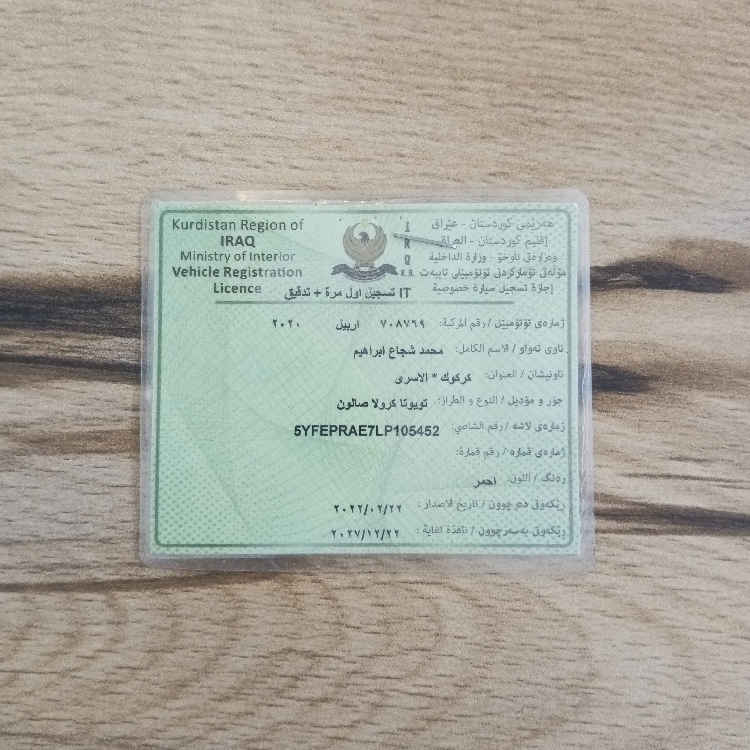 Kurdistan Region of
IRAQ
Ministry of Interior
Vehicle Registration
Licence
I
R
Q
K.R.
هەرێمی کوردستان - عێراق
إقليم كوردستان - العراق
وەزارەتی ناوخۆ - وزارة الداخلية
مۆڵەتی تۆمارکردنی ئۆتۆمبێلی تایبەت
إجازة تسجيل سيارة خصوصية
IT تسجيل اول مرة + تدقيق
ژمارەی ئۆتۆمبێل / رقم المركبة: ٧٠٨٧٦٩ اربيل ٢٠٢٠
ناوی تەواو / الاسم الكامل: محمد شجاع ابراهيم
ناونیشان / العنوان: كركوك * الاسرى
جۆر و مۆدێل / النوع و الطراز: تويوتا كرولا صالون
ژمارەی لاشە / رقم الشاصي: 5YFEPRAE7LP105452
ژمارەی قمارە / رقم قمارة:
ڕەنگ / اللون: احمر
ڕێکەوتی دەرچوون / تاريخ الاصدار: ٢٠٢٢/٠٢/٢٢
ڕێکەوتی بەسەرچوون / نافذة لغاية: ٢٠٢٧/١٢/٢٢